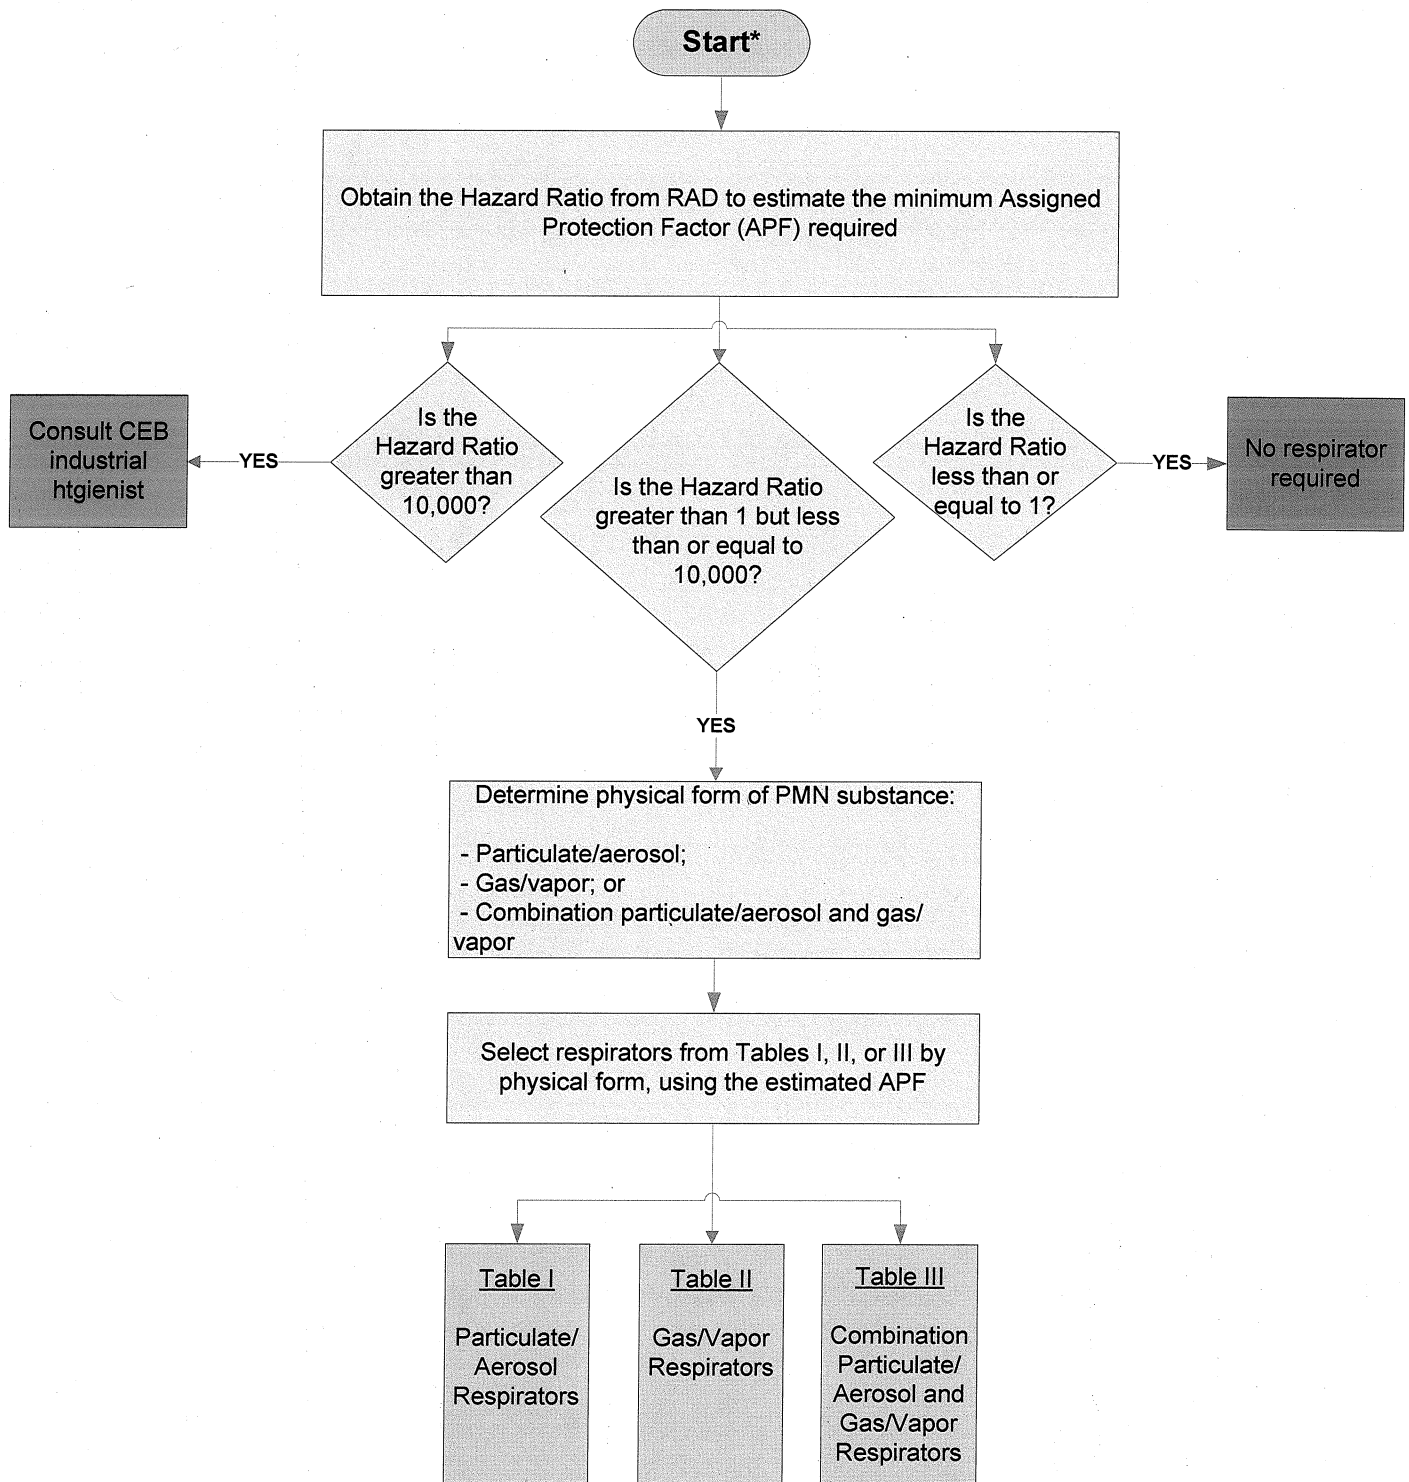 Start*
Obtain the Hazard Ratio from RAD to estimate the minimum Assigned
Protection Factor (APF) required
Consult CEB
industrial
htgienist
YES
Is the
Hazard Ratio
greater than
10,000?
Is the Hazard Ratio
greater than 1 but less
than or equal to
10,000?
Is the
Hazard Ratio
less than or
equal to 1?
YES
No respirator
required
YES
Determine physical form of PMN substance:
- Particulate/aerosol;
- Gas/vapor; or
- Combination particulate/aerosol and gas/
vapor
Select respirators from Tables I, II, or III by
physical form, using the estimated APF
Table I
Particulate/
Aerosol
Respirators
Table II
Gas/Vapor
Respirators
Table III
Combination
Particulate/
Aerosol and
Gas/Vapor
Respirators